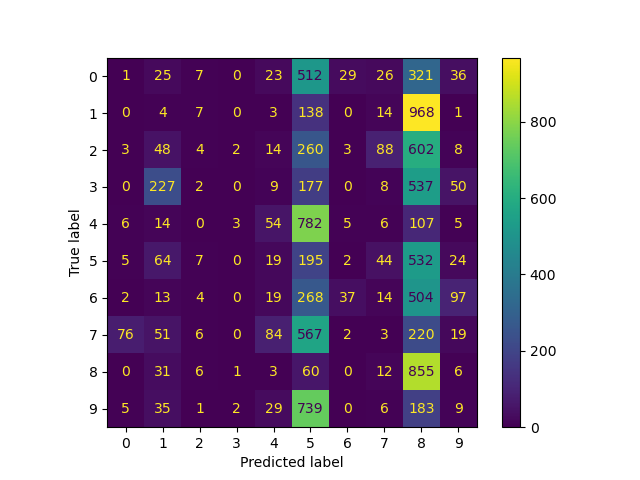 0 1 25 7 0 23 512 29 26 321 36
1 0 4 7 0 3 138 0 14 968 1
2 3 48 4 2 14 260 3 88 602 8
3 0 227 2 0 9 177 0 8 537 50
4 6 14 0 3 54 782 5 6 107 5
5 5 64 7 0 19 195 2 44 532 24
6 2 13 4 0 19 268 37 14 504 97
7 76 51 6 0 84 567 2 3 220 19
8 0 31 6 1 3 60 0 12 855 6
9 5 35 1 2 29 739 0 6 183 9
0 1 2 3 4 5 6 7 8 9
Predicted label
True label
800
600
400
200
0